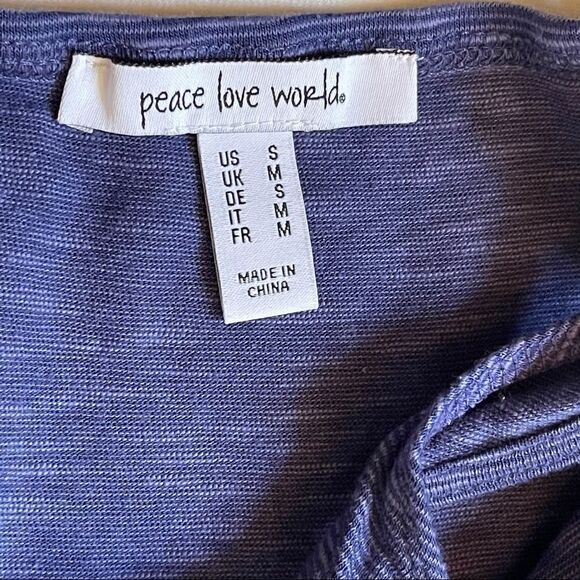 peace love world®
US S
UK M
DE S
IT M
FR M
MADE IN
CHINA